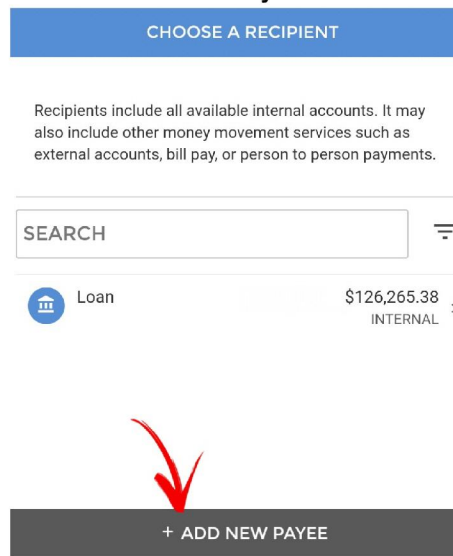 CHOOSE A RECIPIENT
Recipients include all available internal accounts. It may
also include other money movement services such as
external accounts, bill pay, or person to person payments.
SEARCH
Loan $126,265.38
INTERNAL
+ ADD NEW PAYEE